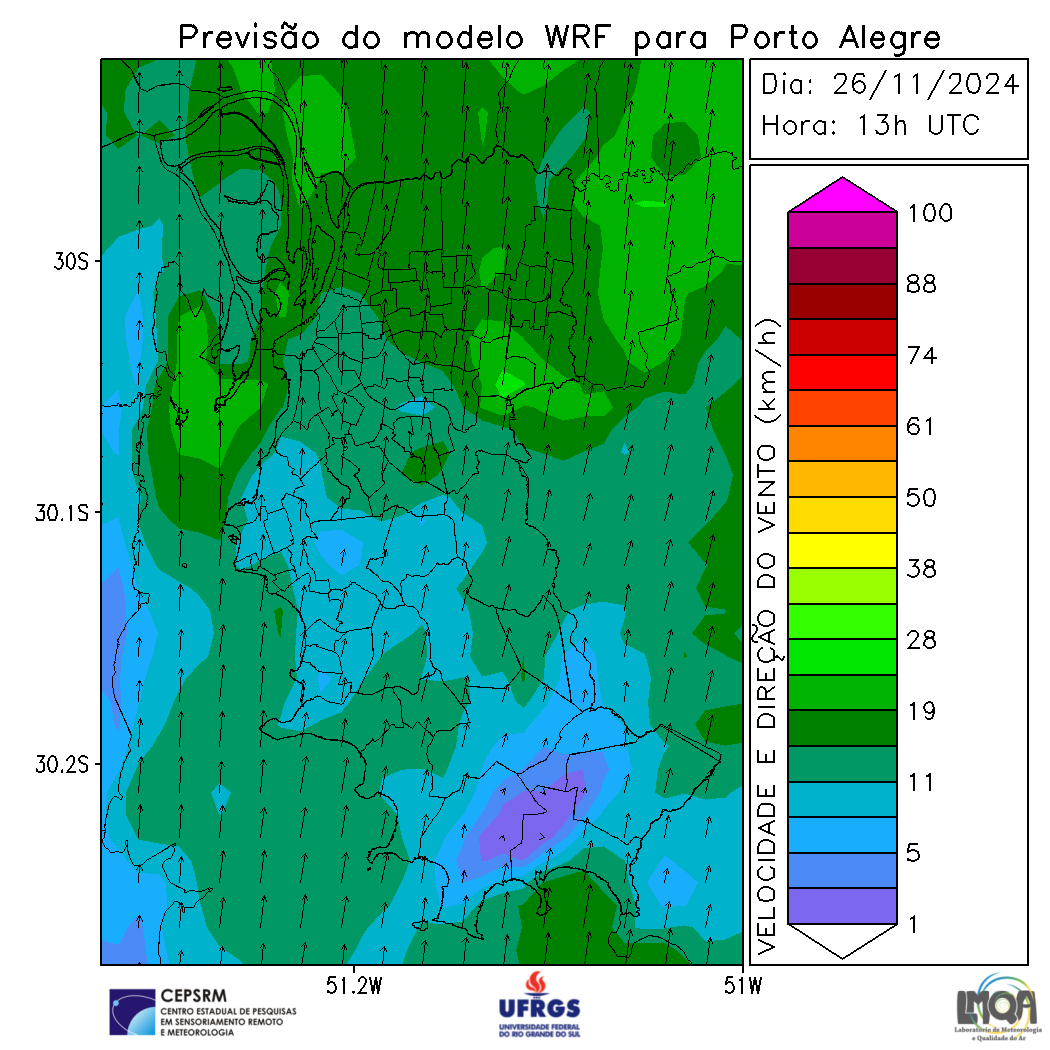 Previsão do modelo WRF para Porto Alegre
Dia: 26/11/2024
Hora: 13h UTC
30S
30.1S
30.2S
51.2W
51W
VELOCIDADE E DIREÇÃO DO VENTO (km/h)
100
88
74
61
50
38
28
19
11
5
1
CEPSRM
CENTRO ESTADUAL DE PESQUISAS
EM SENSORIAMENTO REMOTO
E METEOROLOGIA
UFRGS
UNIVERSIDADE FEDERAL
DO RIO GRANDE DO SUL
LMQA
Laboratório de Meteorologia
e Qualidade do Ar